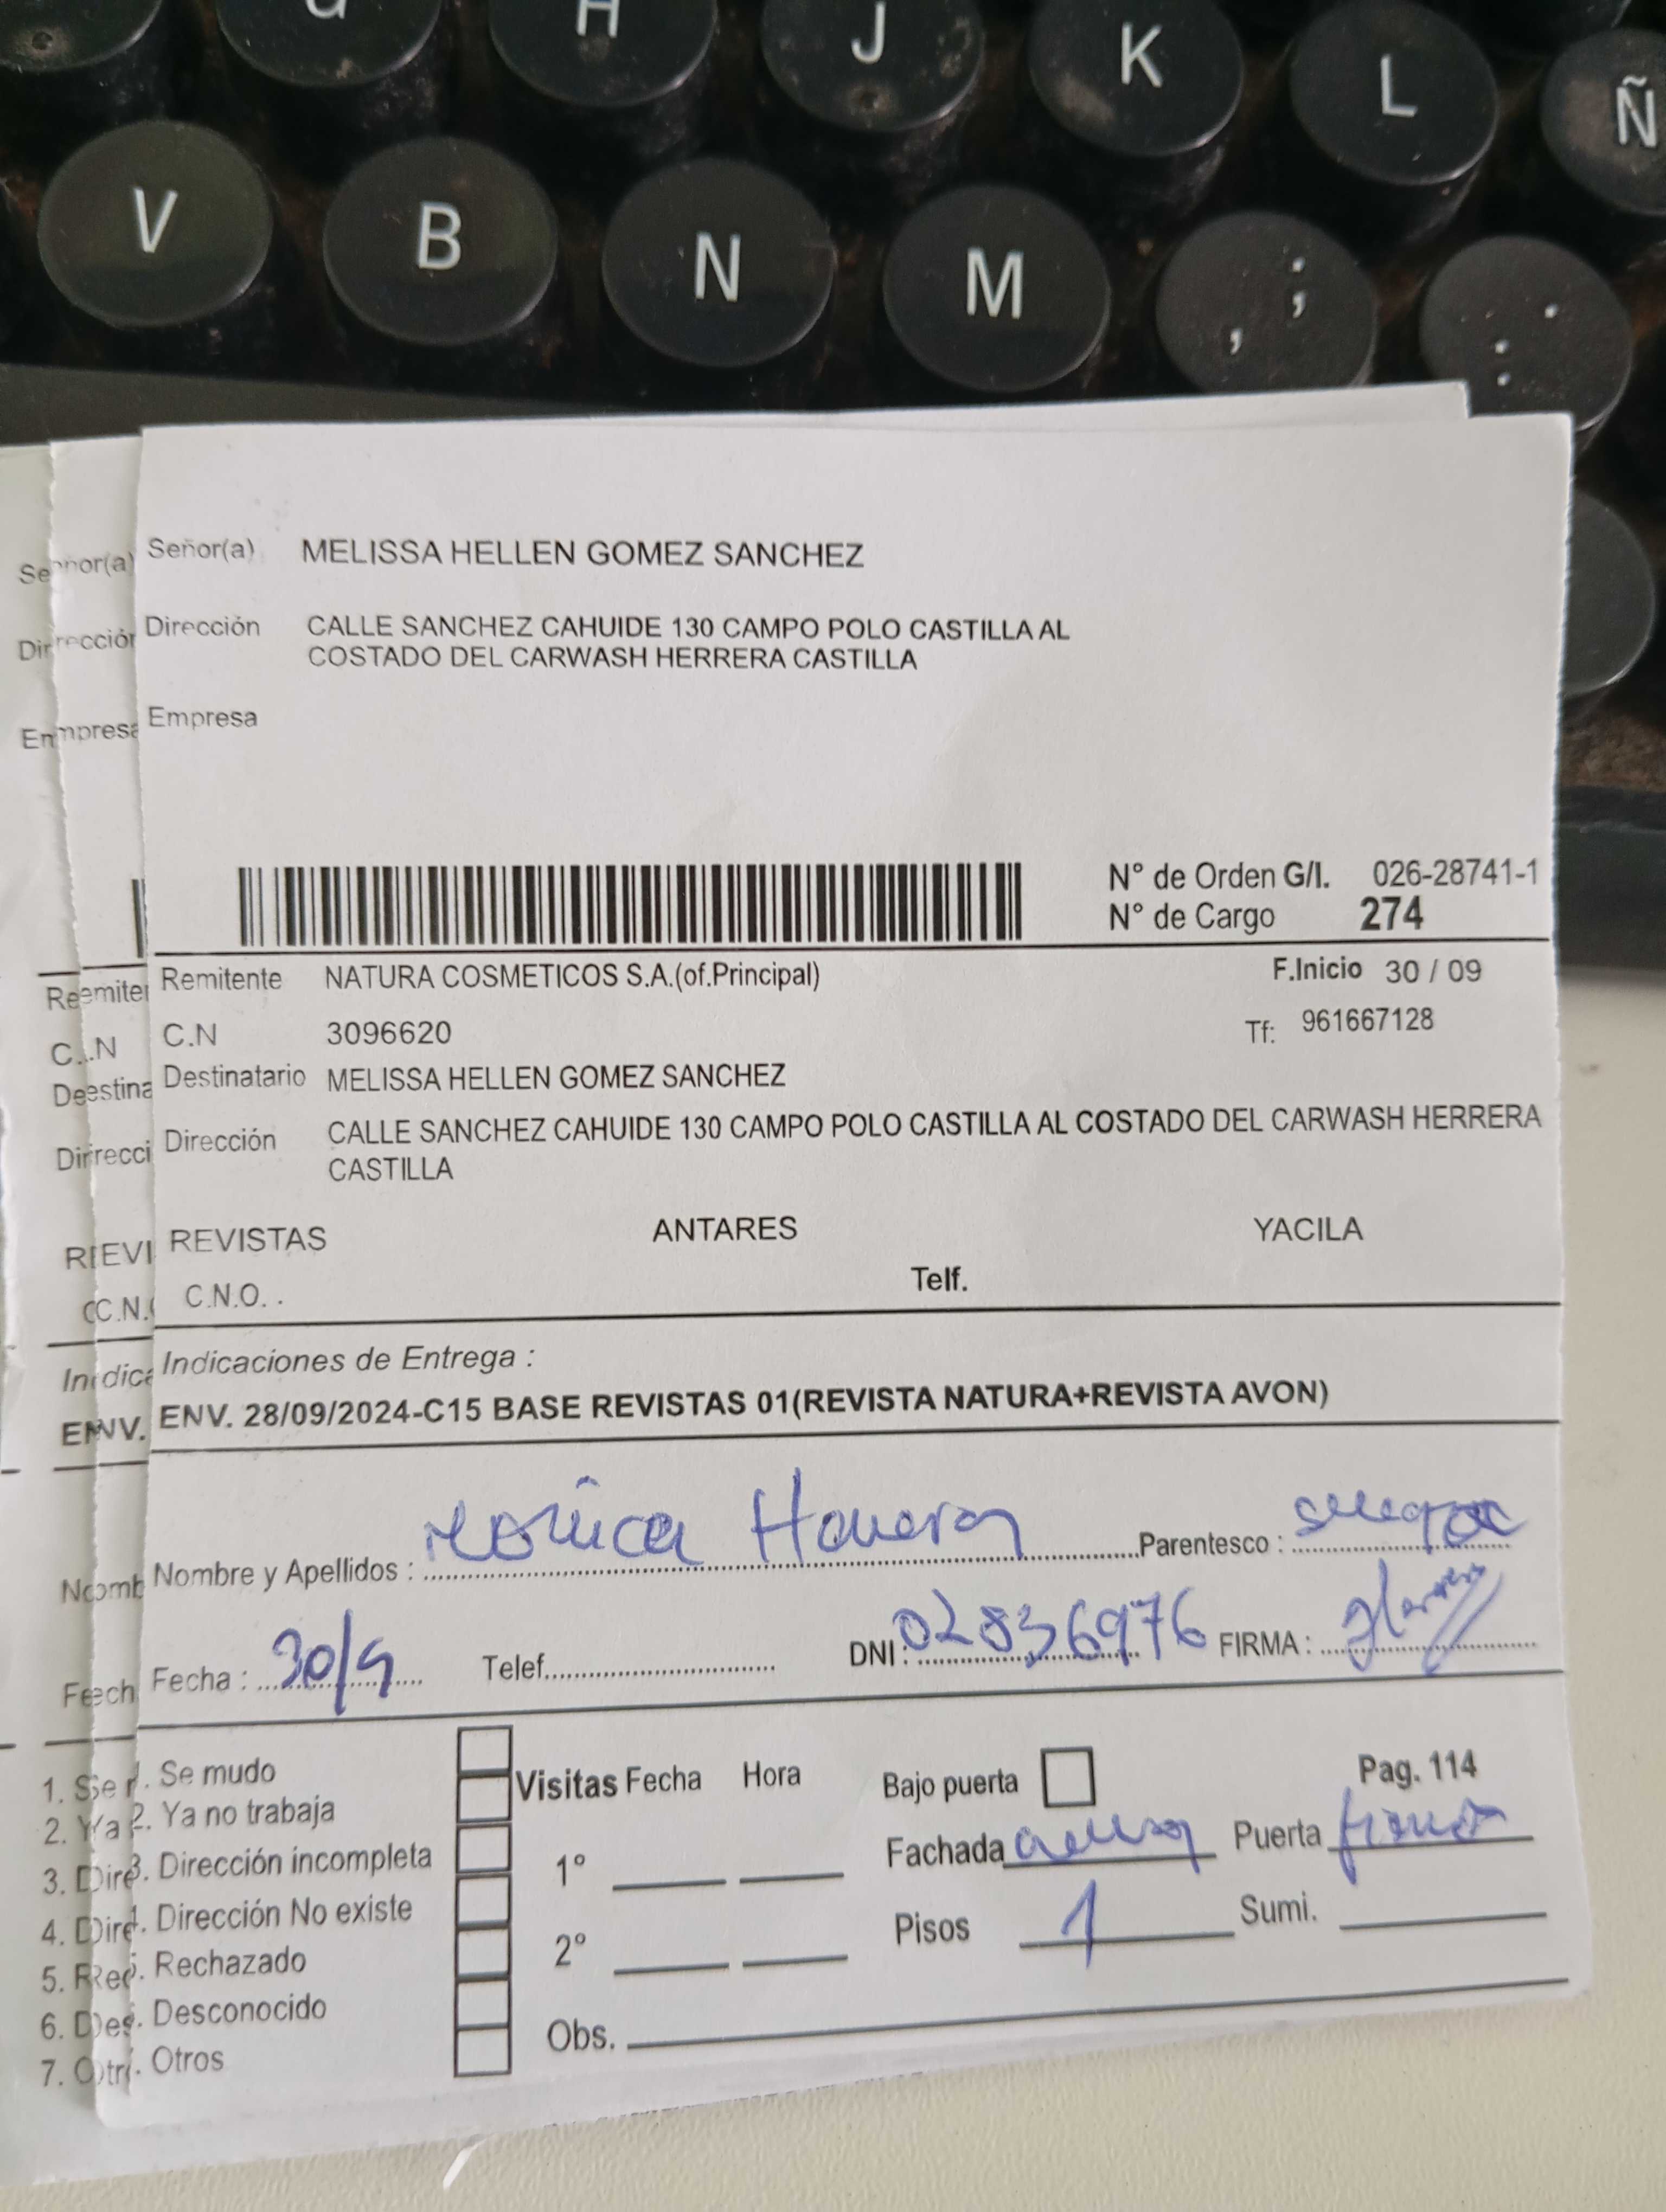 G H J K L Ñ
V B N M , ; . :
Señor(a) MELISSA HELLEN GOMEZ SANCHEZ
Dirección CALLE SANCHEZ CAHUIDE 130 CAMPO POLO CASTILLA AL
COSTADO DEL CARWASH HERRERA CASTILLA
Empresa
N° de Orden G/I. 026-28741-1
N° de Cargo 274
Remitente NATURA COSMETICOS S.A.(of.Principal) F.Inicio 30 / 09
C.N 3096620 Tf: 961667128
Destinatario MELISSA HELLEN GOMEZ SANCHEZ
Dirección CALLE SANCHEZ CAHUIDE 130 CAMPO POLO CASTILLA AL COSTADO DEL CARWASH HERRERA
CASTILLA
REVISTAS ANTARES YACILA
Telf.
C.N.O. .
Indicaciones de Entrega :
ENV. 28/09/2024-C15 BASE REVISTAS 01(REVISTA NATURA+REVISTA AVON)
Nombre y Apellidos : Monica Herrera Parentesco : suegra
Fecha : 30/9 Telef. DNI : 02836976 FIRMA : Herrera
1. Se mudo
2. Ya no trabaja
3. Dirección incompleta
4. Dirección No existe
5. Rechazado
6. Desconocido
7. Otros
Visitas Fecha Hora
1°
2°
Obs.
Bajo puerta Pag. 114
Fachada Puerta
Pisos 1 Sumi.